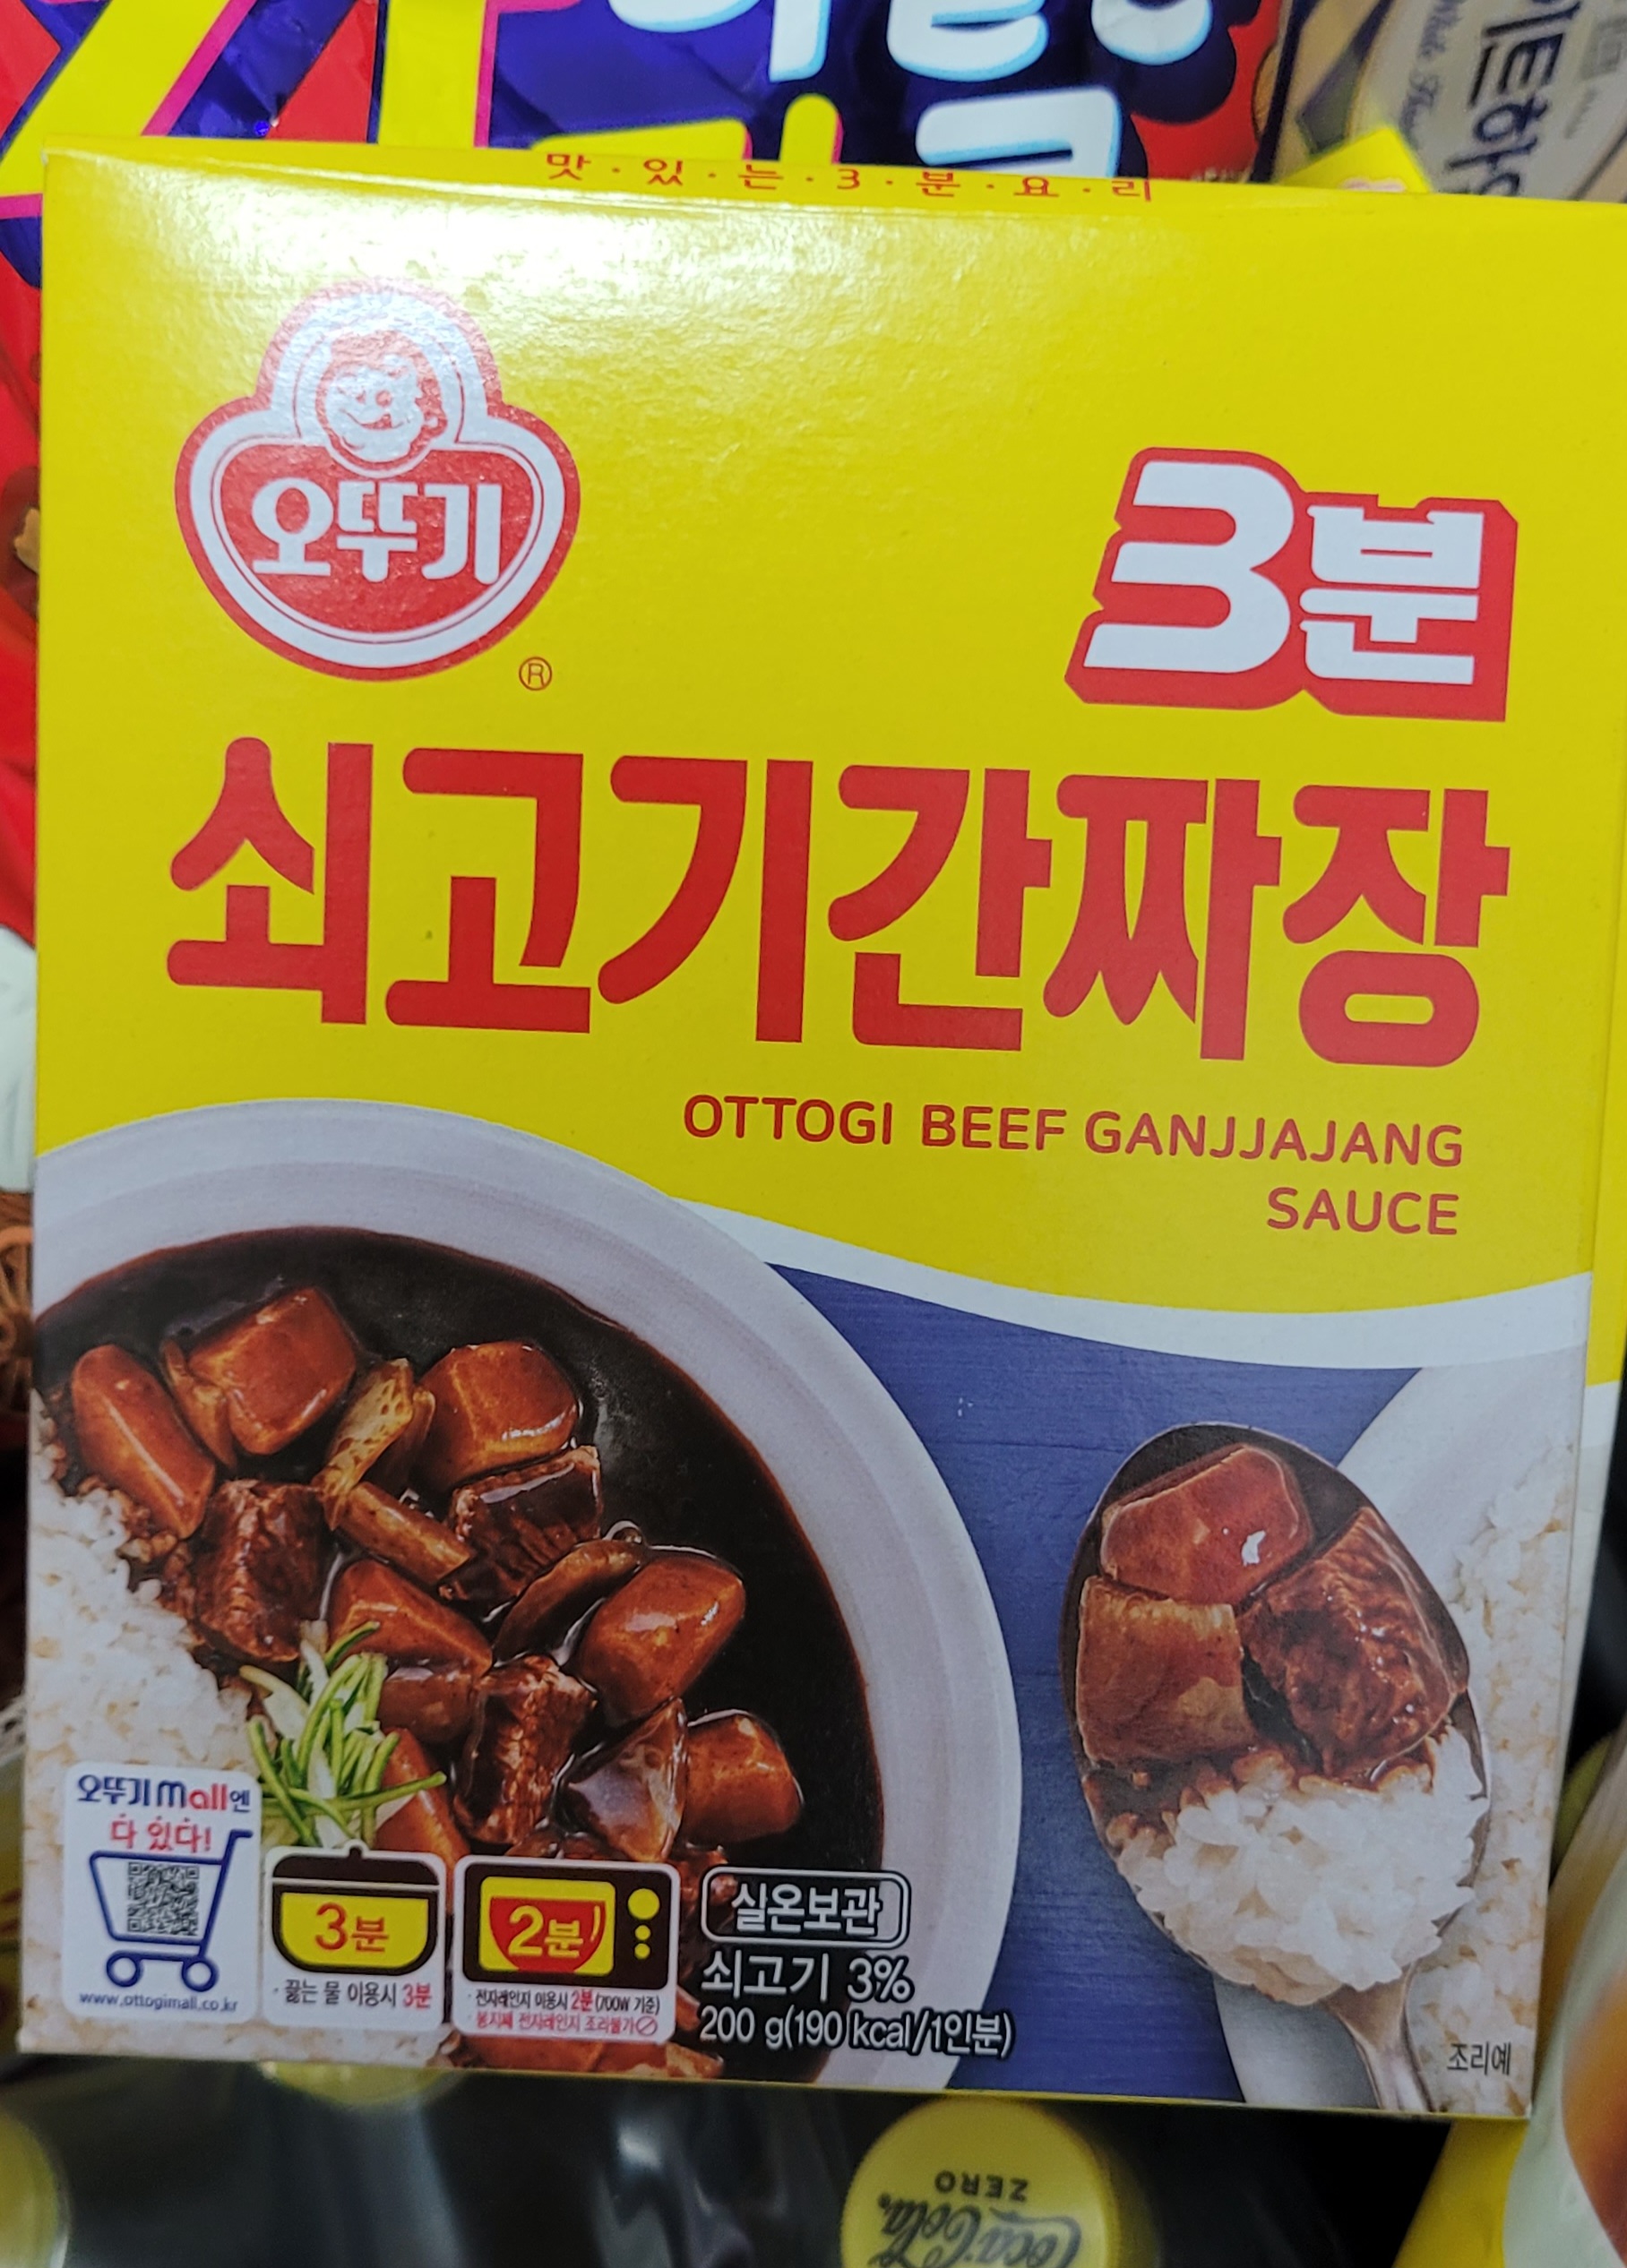 맛·있·는·3·분·요·리
오뚜기
®
3분
쇠고기간짜장
OTTOGI BEEF GANJJAJANG
SAUCE
오뚜기mall엔
다 있다!
www.ottogimall.co.kr
3분
· 끓는 물 이용시 3분
2분
· 전자레인지 이용시 2분(700W 기준)
· 봉지째 전자레인지 조리불가
실온보관
쇠고기 3%
200 g(190 kcal/1인분)
조리예
Coca-Cola
ZERO